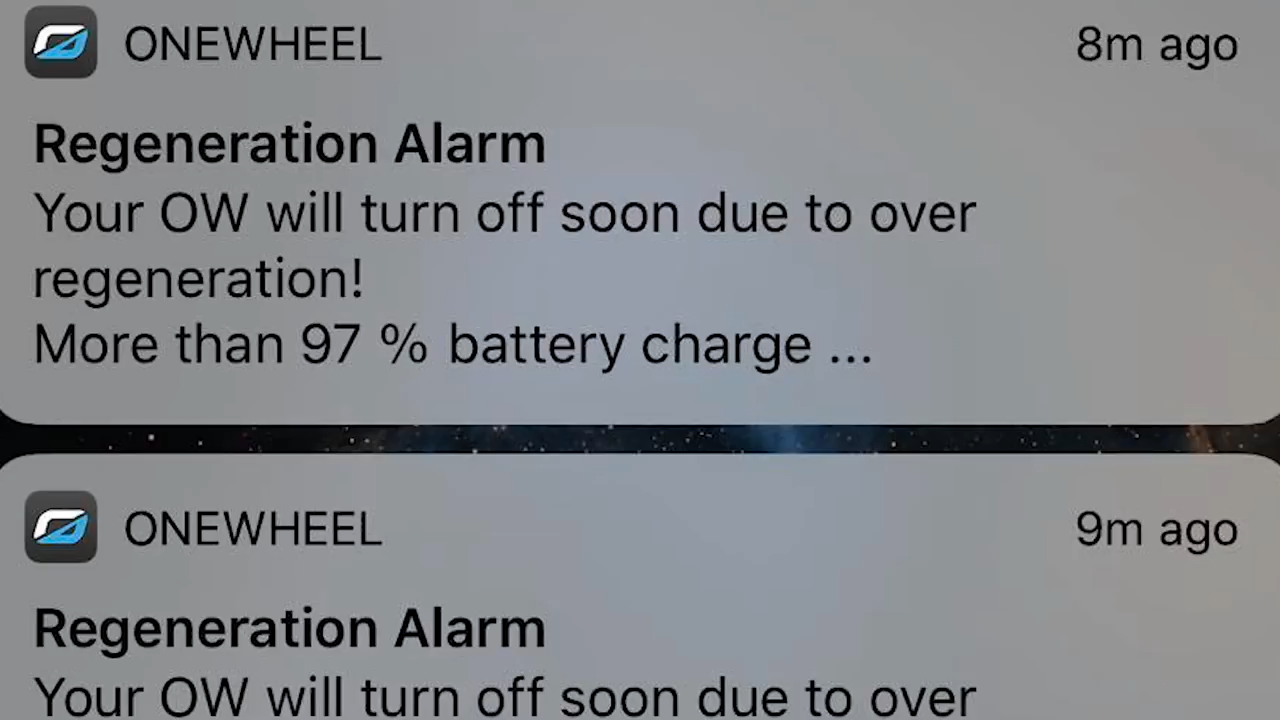 ONEWHEEL
8m ago
Regeneration Alarm
Your OW will turn off soon due to over
regeneration!
More than 97 % battery charge ...
ONEWHEEL
9m ago
Regeneration Alarm
Your OW will turn off soon due to over